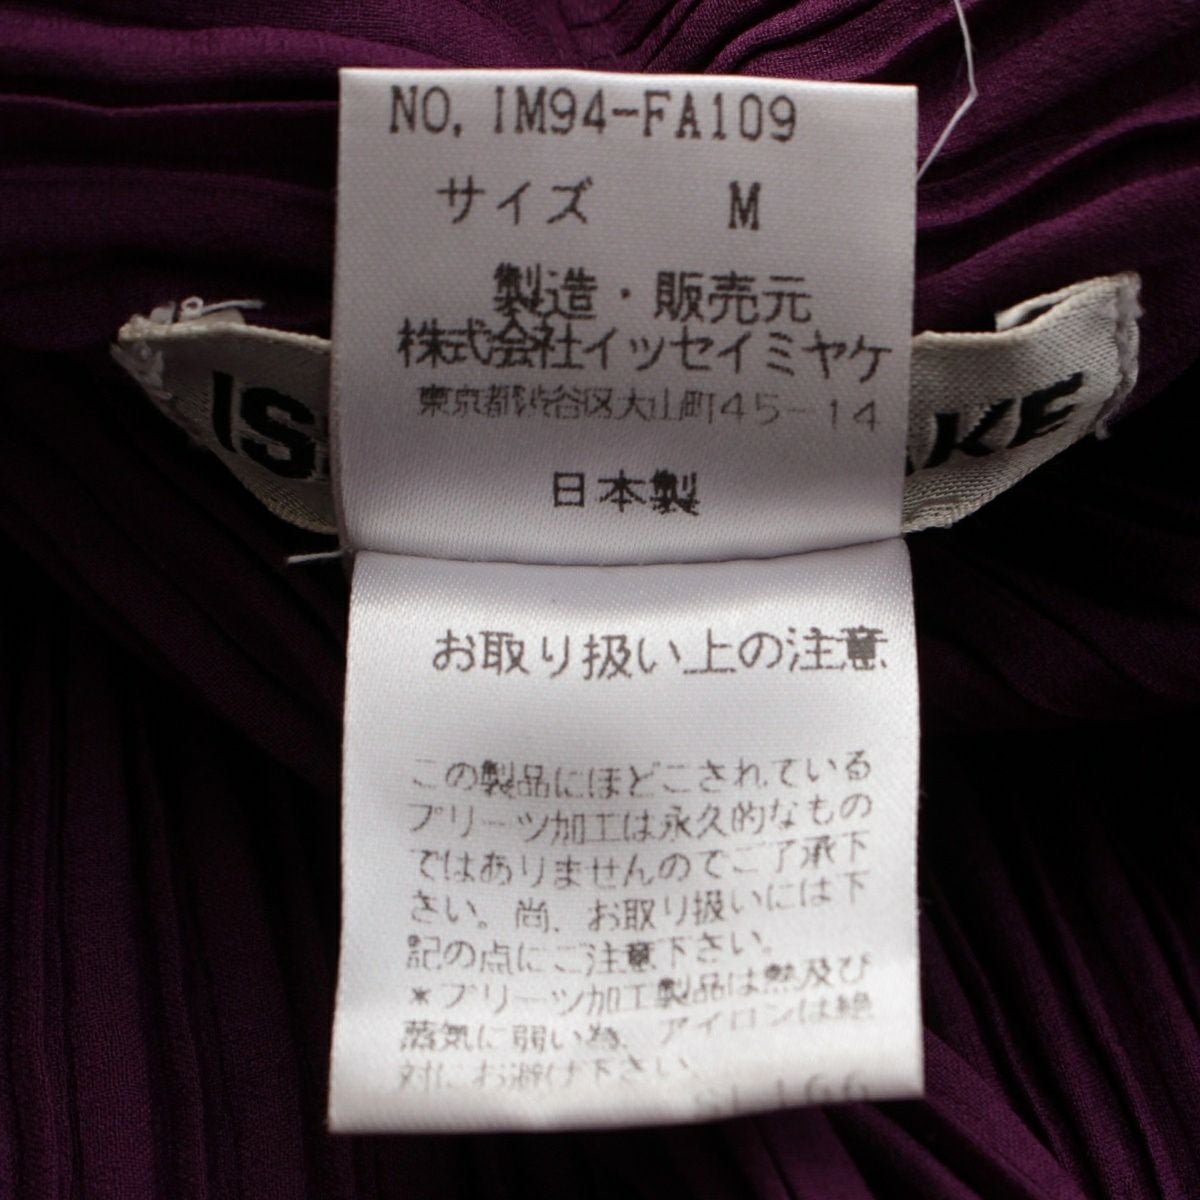 NO. IM94-FA109
サイズ M
製造・販売元
株式会社イッセイミヤケ
東京都渋谷区大山町45-14
日本製
IS
AKE
お取り扱い上の注意
この製品にほどこされている
プリーツ加工は永久的なもの
ではありませんのでご了承下
さい。尚、お取り扱いには下
記の点にご注意下さい。
*プリーツ加工製品は熱及び
蒸気に弱い為、アイロンは絶
対にお避け下さい。